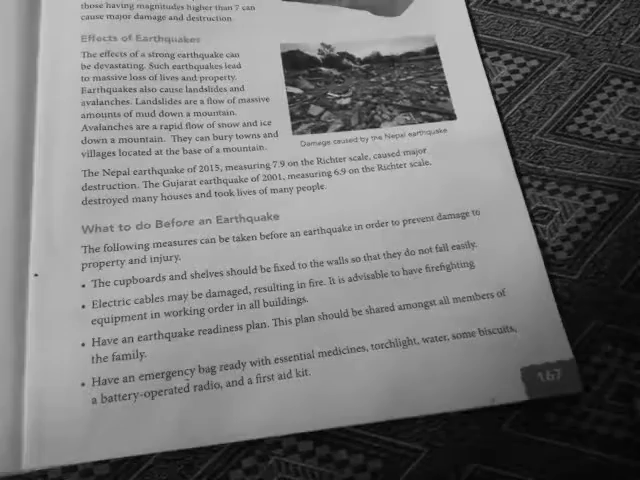 those having magnitudes higher than 7 can
cause major damage and destruction.
Effects of Earthquakes
The effects of a strong earthquake can
be devastating. Such earthquakes lead
to massive loss of lives and property.
Earthquakes also cause landslides and
avalanches. Landslides are a flow of massive
amounts of mud down a mountain.
Avalanches are a rapid flow of snow and ice
down a mountain. They can bury towns and
villages located at the base of a mountain.
Damage caused by the Nepal earthquake
The Nepal earthquake of 2015, measuring 7.9 on the Richter scale, caused major
destruction. The Gujarat earthquake of 2001, measuring 6.9 on the Richter scale,
destroyed many houses and took lives of many people.
What to do Before an Earthquake
The following measures can be taken before an earthquake in order to prevent damage to
property and injury.
• The cupboards and shelves should be fixed to the walls so that they do not fall easily.
• Electric cables may be damaged, resulting in fire. It is advisable to have firefighting
equipment in working order in all buildings.
• Have an earthquake readiness plan. This plan should be shared amongst all members of
the family.
• Have an emergency bag ready with essential medicines, torchlight, water, some biscuits,
a battery-operated radio, and a first aid kit.
167